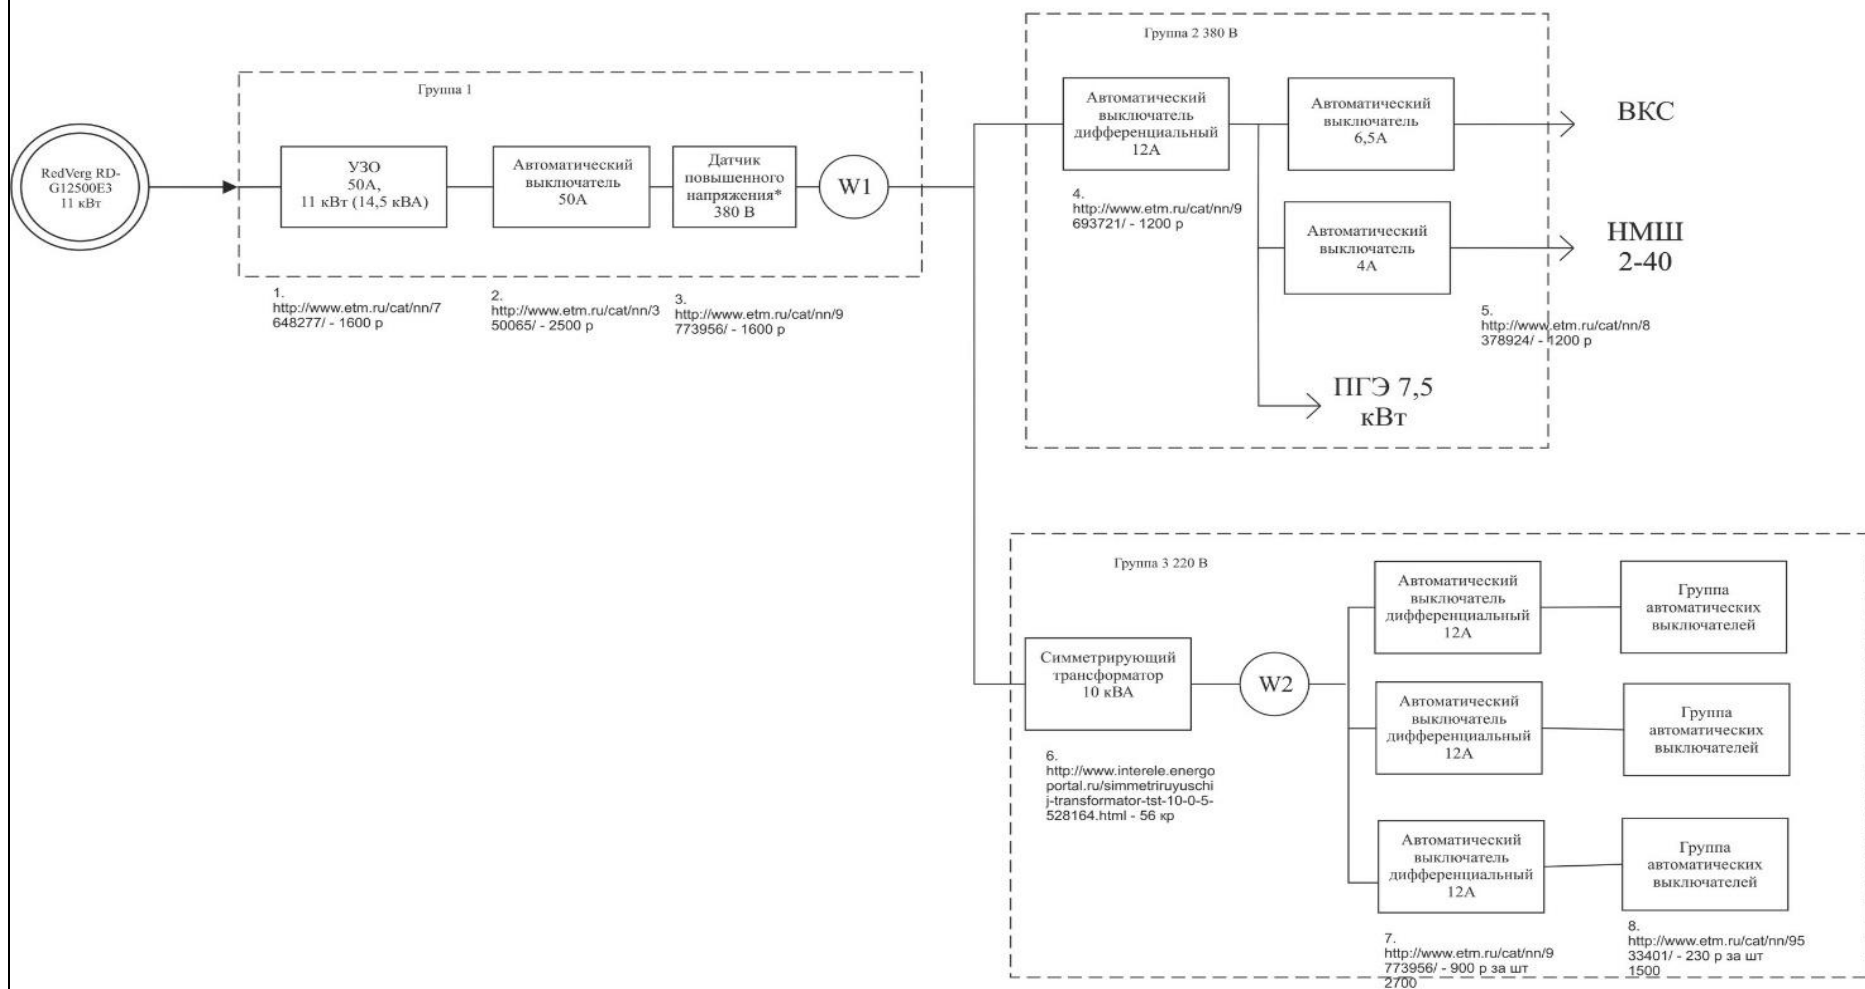 RedVerg RD-
G12500E3
11 кВт
Группа 1
УЗО
50А,
11 кВт (14,5 кВА)
Автоматический
выключатель
50А
Датчик
повышенного
напряжения*
380 В
W1
1.
http://www.etm.ru/cat/nn/7
648277/ - 1600 р
2.
http://www.etm.ru/cat/nn/3
50065/ - 2500 р
3.
http://www.etm.ru/cat/nn/9
773956/ - 1600 р
Группа 2 380 В
Автоматический
выключатель
дифференциальный
12А
Автоматический
выключатель
6,5А
ВКС
4.
http://www.etm.ru/cat/nn/9
693721/ - 1200 р
Автоматический
выключатель
4А
НМШ
2-40
5.
http://www.etm.ru/cat/nn/8
378924/ - 1200 р
ПГЭ 7,5
кВт
Группа 3 220 В
Симметрирующий
трансформатор
10 кВА
W2
6.
http://www.interele.energo
portal.ru/simmetriruyuschi
j-transformator-tst-10-0-5-
528164.html - 56 кр
Автоматический
выключатель
дифференциальный
12А
Группа
автоматических
выключателей
Автоматический
выключатель
дифференциальный
12А
Группа
автоматических
выключателей
Автоматический
выключатель
дифференциальный
12А
Группа
автоматических
выключателей
7.
http://www.etm.ru/cat/nn/9
773956/ - 900 р за шт
2700
8.
http://www.etm.ru/cat/nn/95
33401/ - 230 р за шт
1500